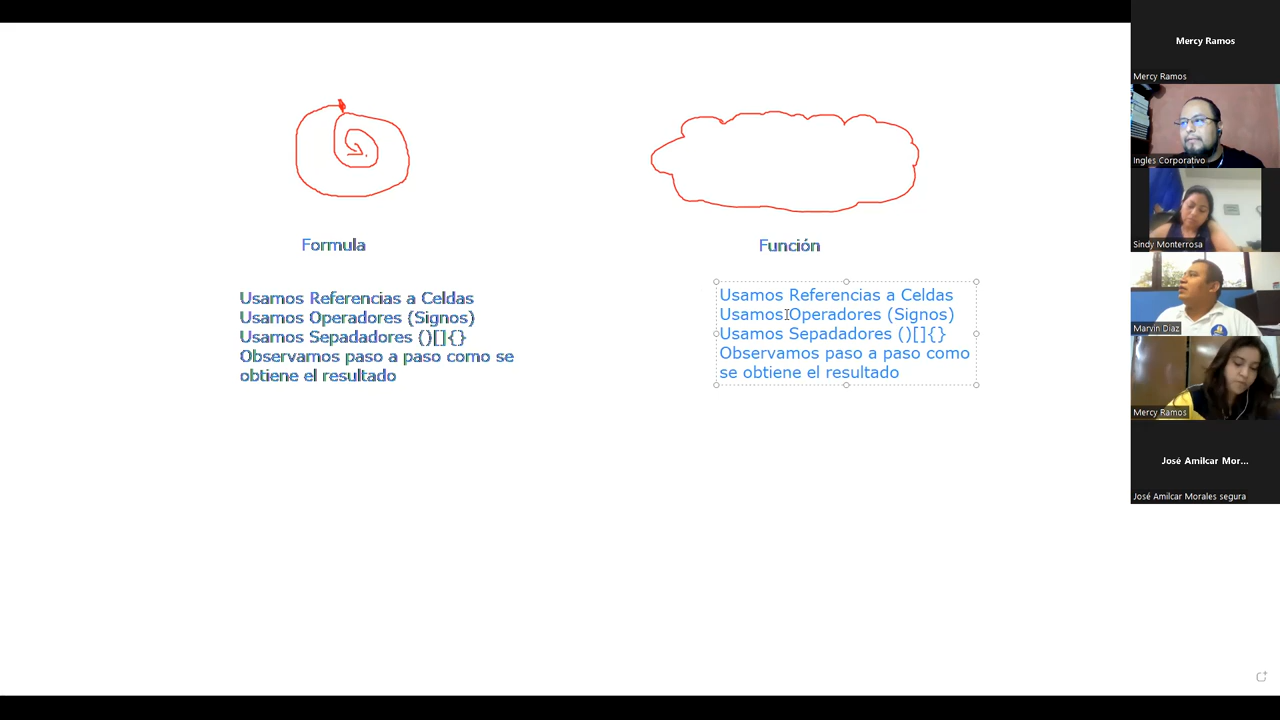 Formula
Usamos Referencias a Celdas
Usamos Operadores (Signos)
Usamos Sepadadores ()[]{}
Observamos paso a paso como se
obtiene el resultado
Función
Usamos Referencias a Celdas
Usamos Operadores (Signos)
Usamos Sepadadores ()[]{}
Observamos paso a paso como
se obtiene el resultado
Mercy Ramos
Mercy Ramos
Ingles Corporativo
Sindy Monterrosa
Marvin Diaz
Mercy Ramos
José Amilcar Mor...
José Amilcar Morales segura